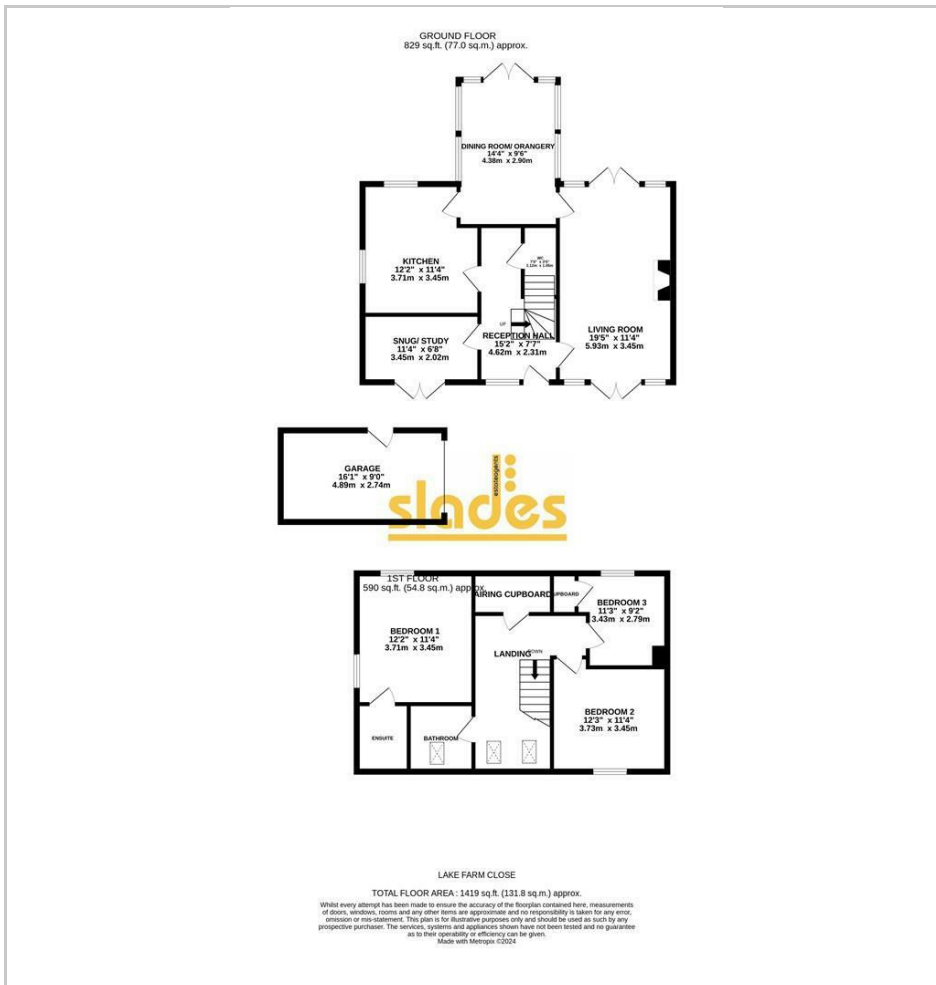 GROUND FLOOR
829 sq.ft. (77.0 sq.m.) approx.
DINING ROOM/ ORANGERY
14'4" x 9'6"
4.38m x 2.90m
KITCHEN
12'2" x 11'4"
3.71m x 3.45m
WC
UP
RECEPTION HALL
15'2" x 7'7"
4.62m x 2.31m
LIVING ROOM
19'5" x 11'4"
5.93m x 3.45m
SNUG/ STUDY
11'4" x 6'8"
3.45m x 2.02m
GARAGE
16'1" x 9'0"
4.89m x 2.74m
estate agents
slades
1ST FLOOR
590 sq.ft. (54.8 sq.m.) approx.
AIRING CUPBOARD
UPBOARD
BEDROOM 3
11'3" x 9'2"
3.43m x 2.79m
BEDROOM 1
12'2" x 11'4"
3.71m x 3.45m
LANDING
DOWN
BEDROOM 2
12'3" x 11'4"
3.73m x 3.45m
ENSUITE
BATHROOM
LAKE FARM CLOSE
TOTAL FLOOR AREA : 1419 sq.ft. (131.8 sq.m.) approx.
Whilst every attempt has been made to ensure the accuracy of the floorplan contained here, measurements
of doors, windows, rooms and any other items are approximate and no responsibility is taken for any error,
omission or mis-statement. This plan is for illustrative purposes only and should be used as such by any
prospective purchaser. The services, systems and appliances shown have not been tested and no guarantee
as to their operability or efficiency can be given.
Made with Metropix ©2024